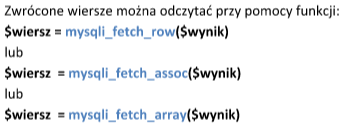 Zwrócone wiersze można odczytać przy pomocy funkcji:
$wiersz = mysqli_fetch_row($wynik)
lub
$wiersz = mysqli_fetch_assoc($wynik)
lub
$wiersz = mysqli_fetch_array($wynik)